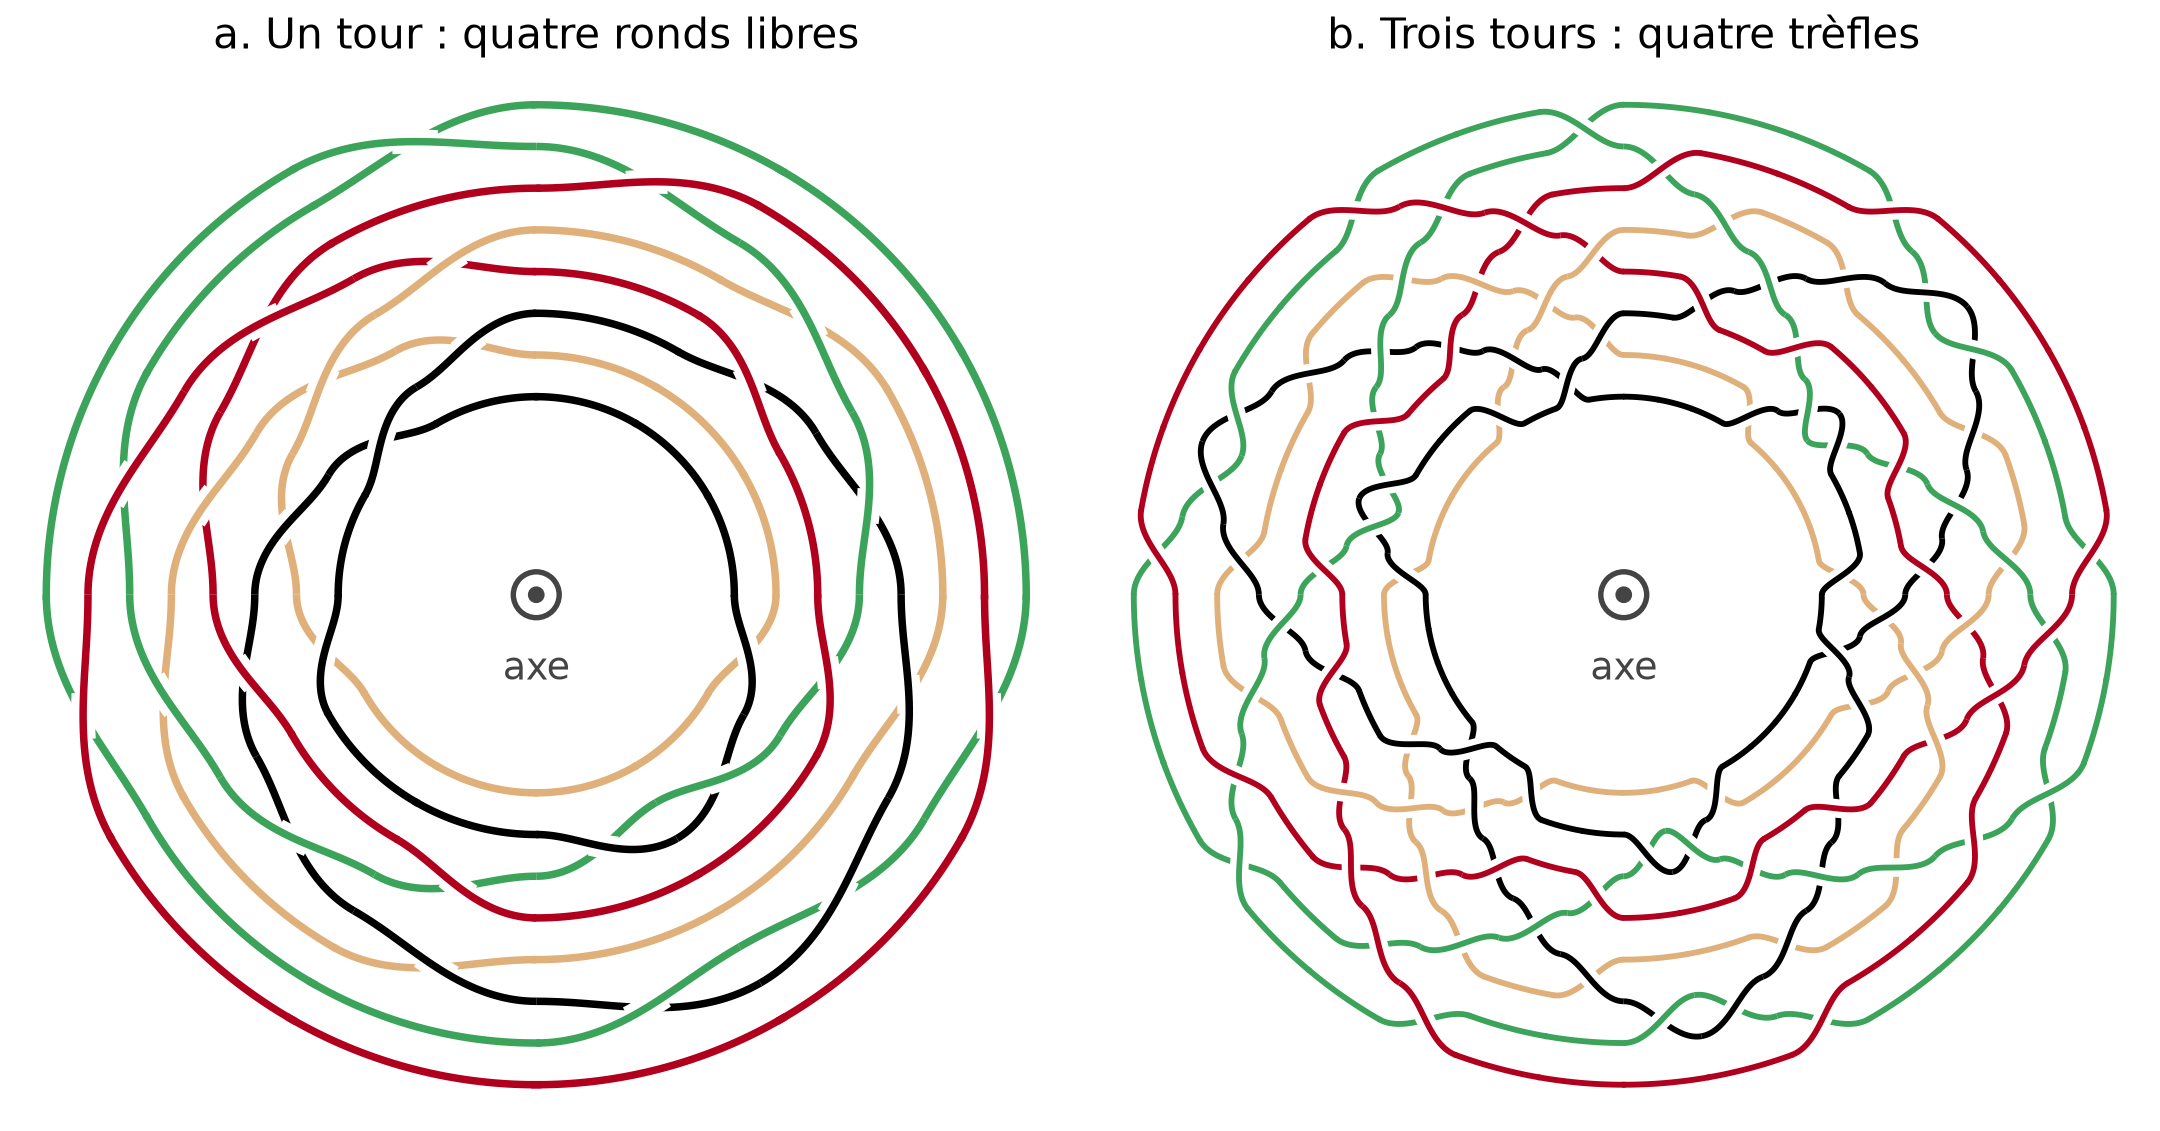 a. Un tour : quatre ronds libres
b. Trois tours : quatre trèfles
axe
axe